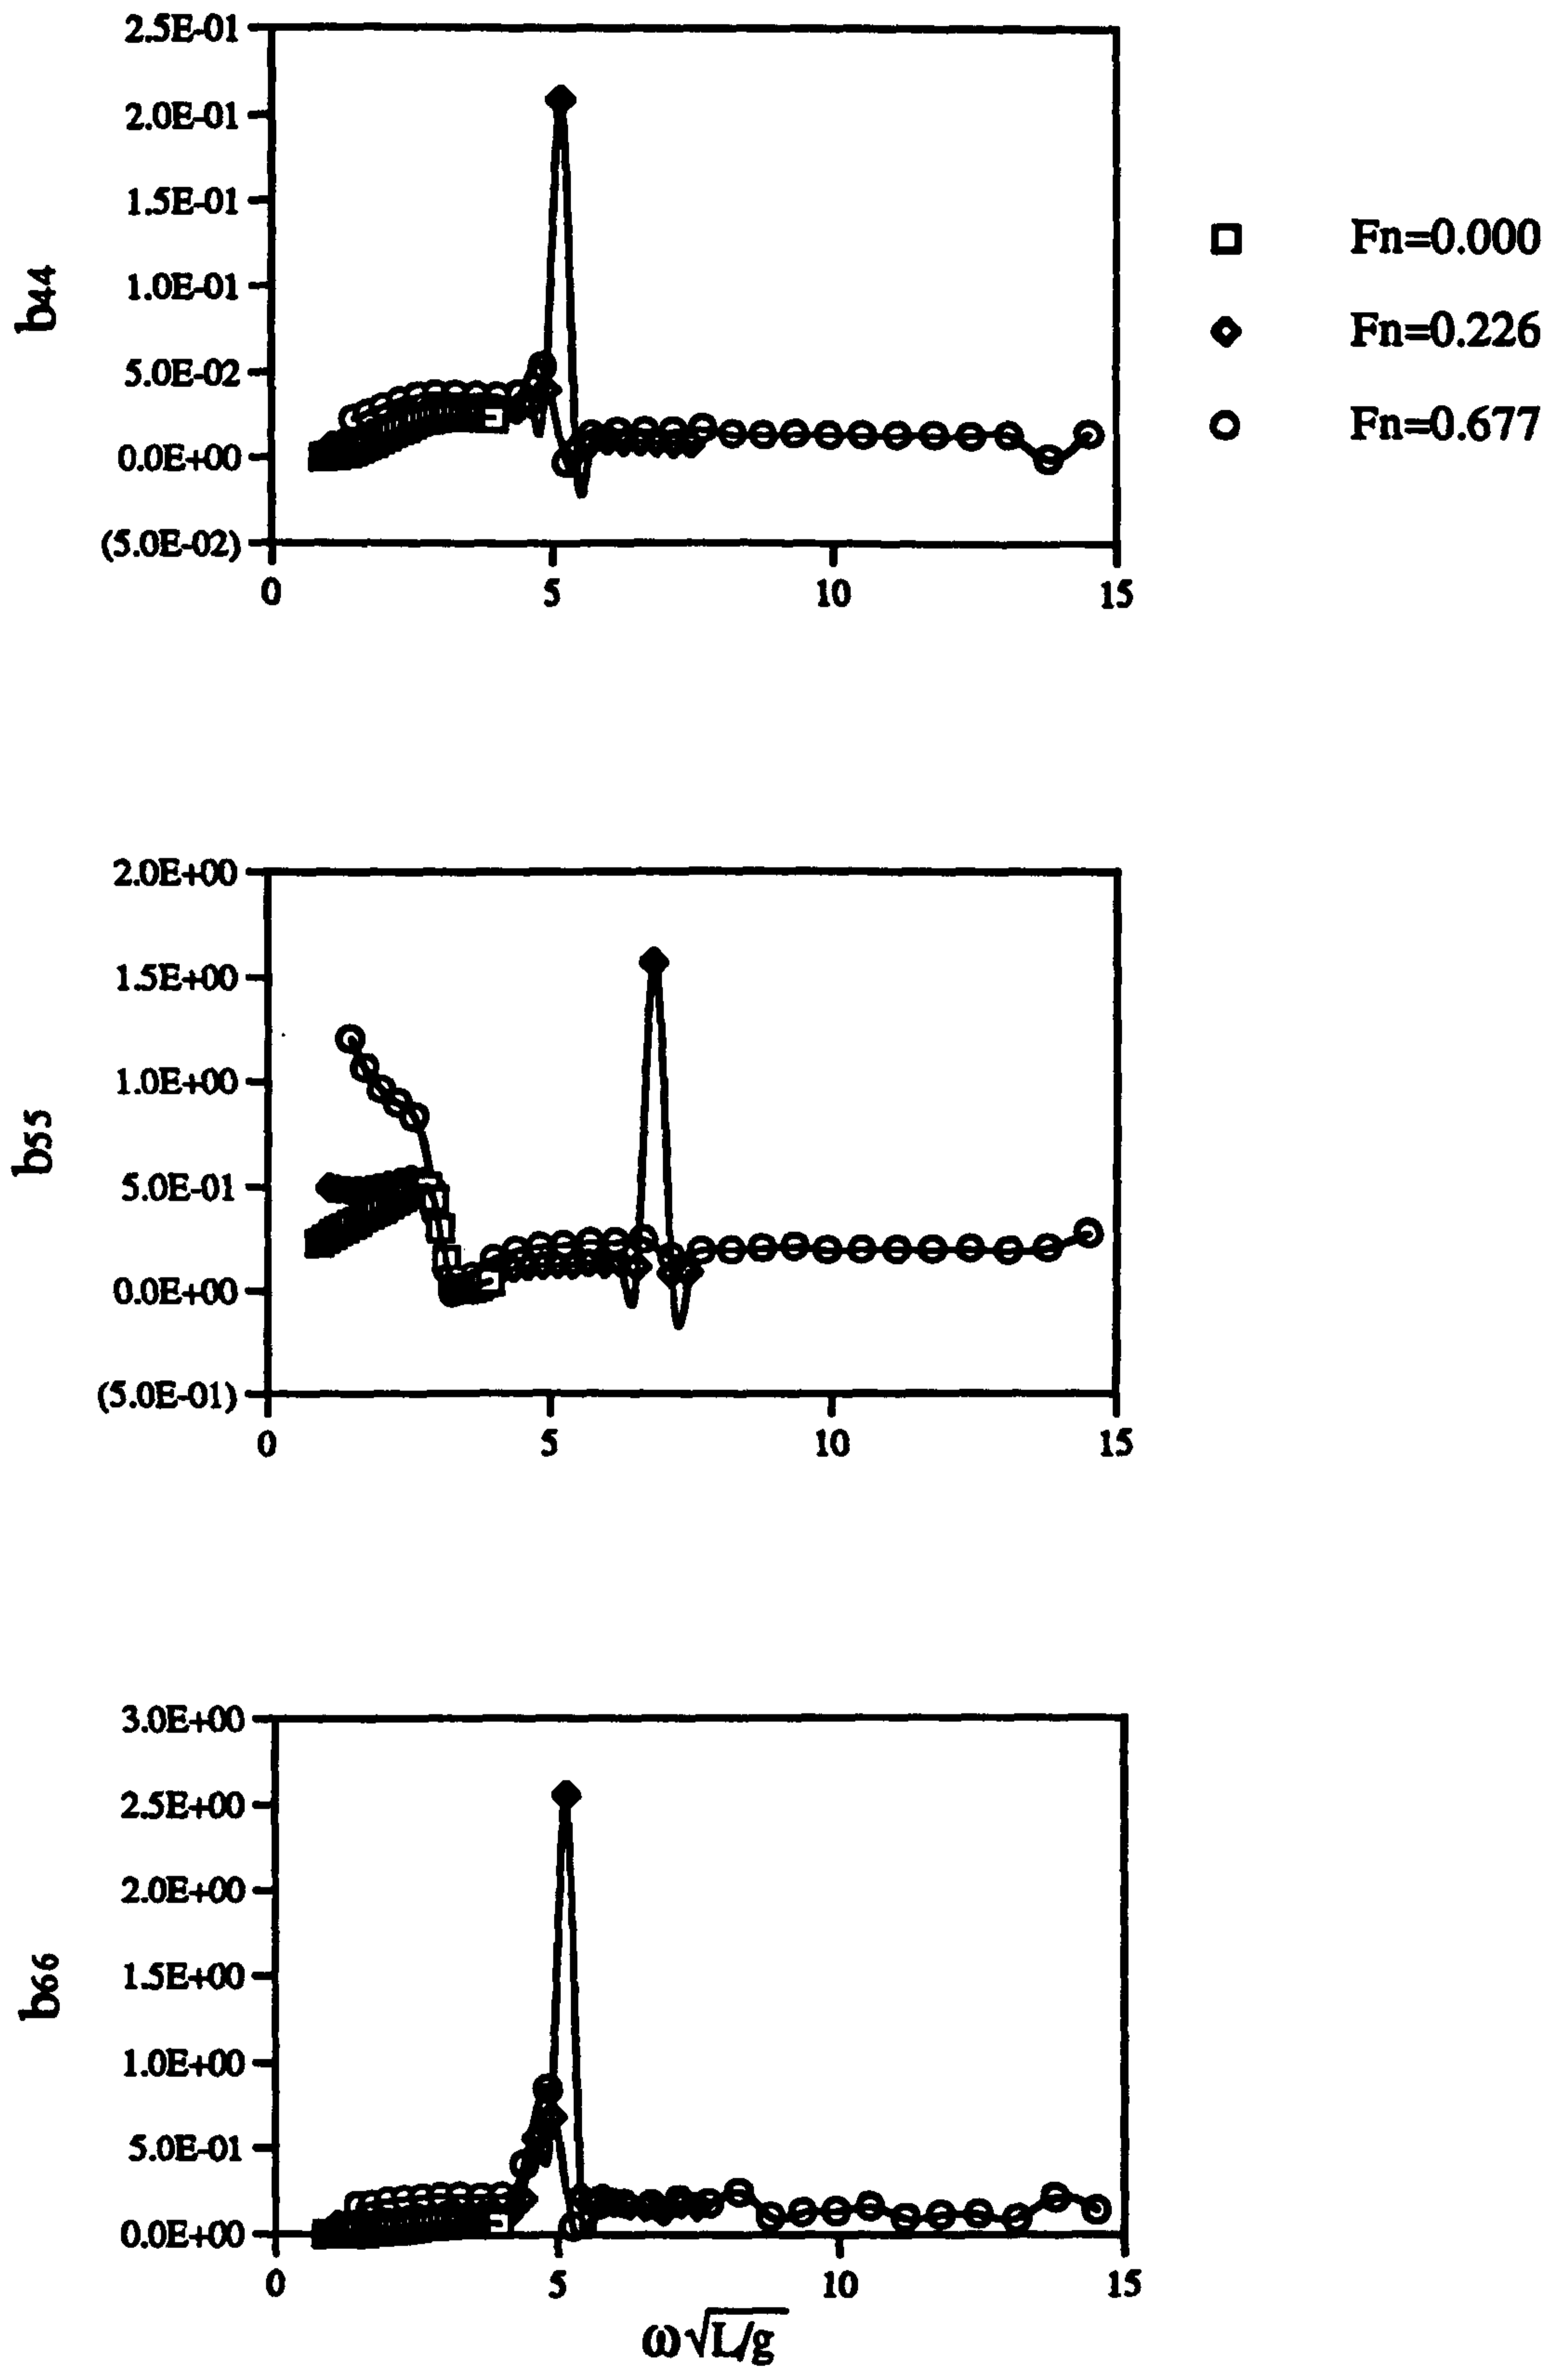 2.5E-01
2.0E-01
1.5E-01
1.0E-01
5.0E-02
0.0E+00
(5.0E-02)
b44
0 5 10 15
Fn=0.000
Fn=0.226
Fn=0.677
2.0E+00
1.5E+00
1.0E+00
5.0E-01
0.0E+00
(5.0E-01)
b55
0 5 10 15
3.0E+00
2.5E+00
2.0E+00
1.5E+00
1.0E+00
5.0E-01
0.0E+00
b66
0 5 10 15
ω√L/g